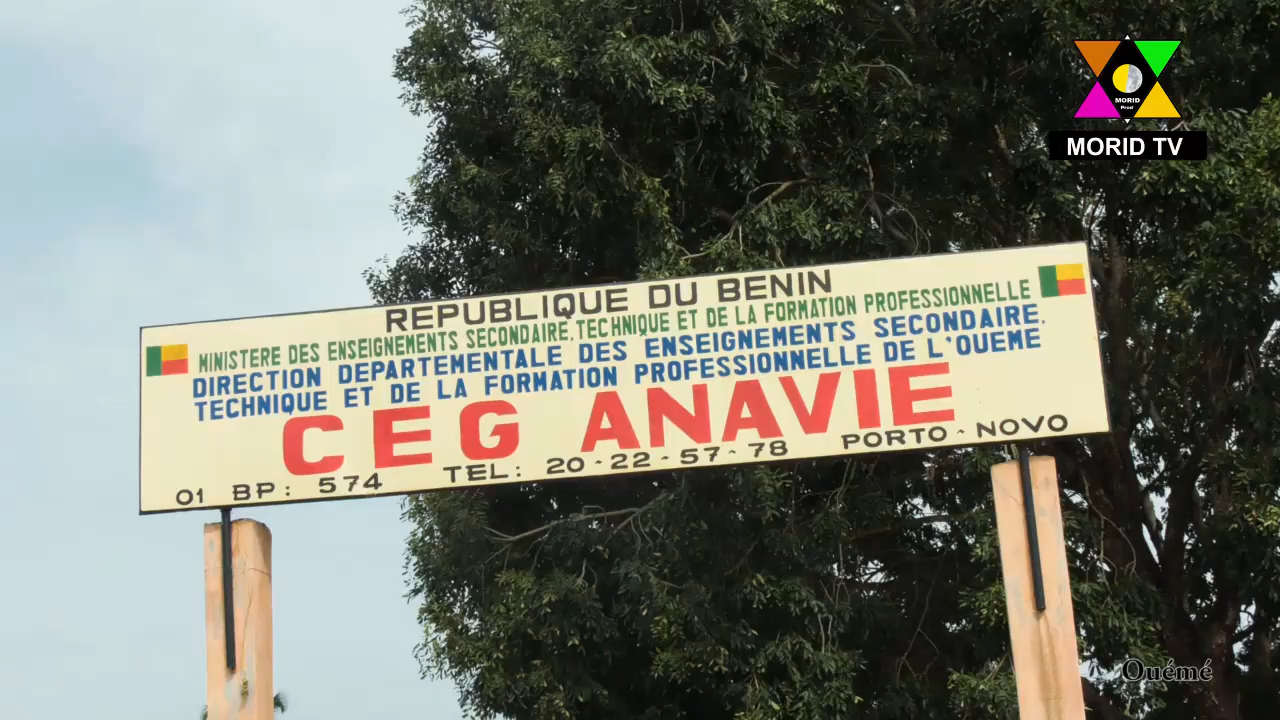 MORID
Prod
MORID TV
REPUBLIQUE DU BENIN
MINISTERE DES ENSEIGNEMENTS SECONDAIRE, TECHNIQUE ET DE LA FORMATION PROFESSIONNELLE
DIRECTION DEPARTEMENTALE DES ENSEIGNEMENTS SECONDAIRE,
TECHNIQUE ET DE LA FORMATION PROFESSIONNELLE DE L'OUEME
CEG ANAVIE
01 BP: 574 TEL: 20-22-57-78 PORTO-NOVO
Ouémé